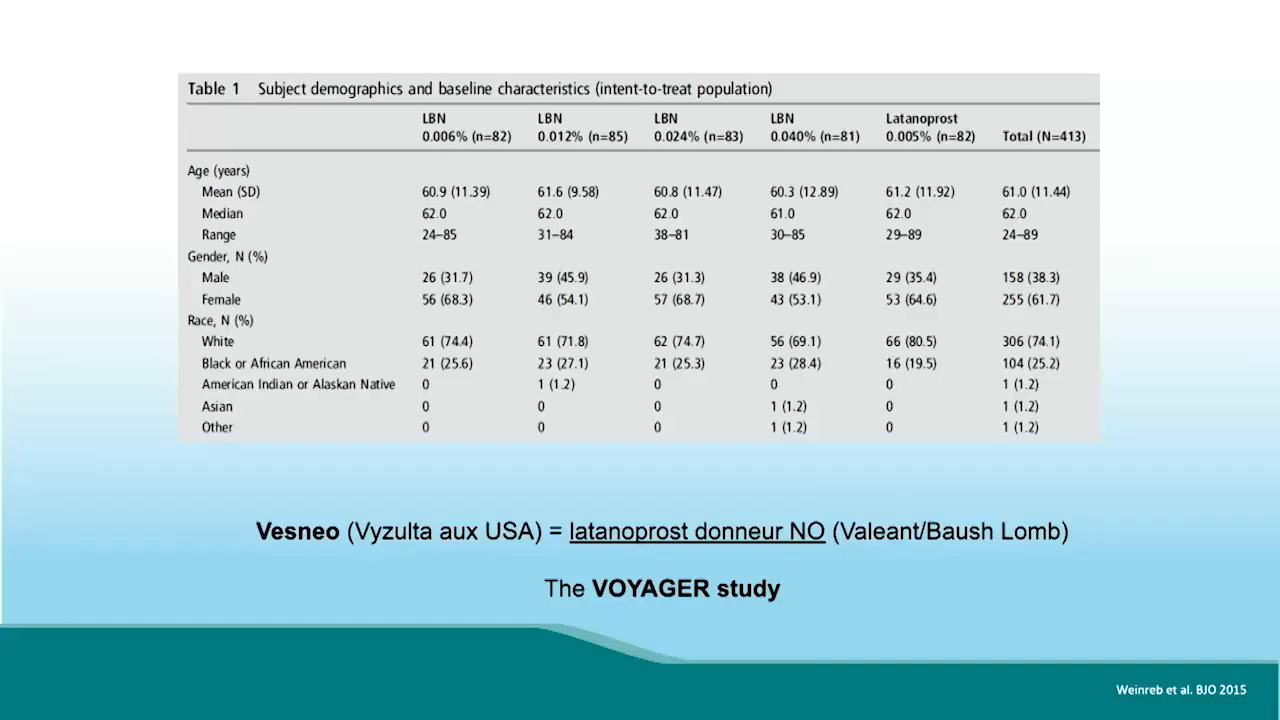 Table 1 Subject demographics and baseline characteristics (intent-to-treat population)
LBN LBN LBN LBN Latanoprost
0.006% (n=82) 0.012% (n=85) 0.024% (n=83) 0.040% (n=81) 0.005% (n=82) Total (N=413)
Age (years)
Mean (SD) 60.9 (11.39) 61.6 (9.58) 60.8 (11.47) 60.3 (12.89) 61.2 (11.92) 61.0 (11.44)
Median 62.0 62.0 62.0 61.0 62.0 62.0
Range 24–85 31–84 38–81 30–85 29–89 24–89
Gender, N (%)
Male 26 (31.7) 39 (45.9) 26 (31.3) 38 (46.9) 29 (35.4) 158 (38.3)
Female 56 (68.3) 46 (54.1) 57 (68.7) 43 (53.1) 53 (64.6) 255 (61.7)
Race, N (%)
White 61 (74.4) 61 (71.8) 62 (74.7) 56 (69.1) 66 (80.5) 306 (74.1)
Black or African American 21 (25.6) 23 (27.1) 21 (25.3) 23 (28.4) 16 (19.5) 104 (25.2)
American Indian or Alaskan Native 0 1 (1.2) 0 0 0 1 (1.2)
Asian 0 0 0 1 (1.2) 0 1 (1.2)
Other 0 0 0 1 (1.2) 0 1 (1.2)
Vesneo (Vyzulta aux USA) = latanoprost donneur NO (Valeant/Baush Lomb)
The VOYAGER study
Weinreb et al. BJO 2015